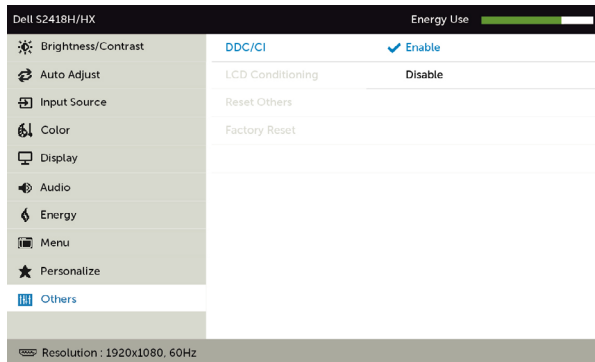 Dell S2418H/HX Energy Use
Brightness/Contrast DDC/CI Enable
Auto Adjust LCD Conditioning Disable
Input Source Reset Others
Color Factory Reset
Display
Audio
Energy
Menu
Personalize
Others
Resolution : 1920x1080, 60Hz